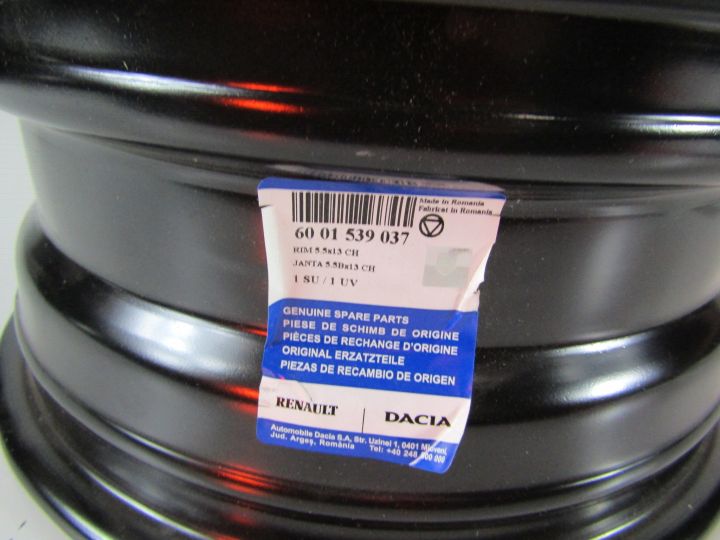 Made in Romania
Fabricat in Romania
60 01 539 037
RIM 5.5x13 CH
JANTA 5.5Bx13 CH
1 SU / 1 UV
GENUINE SPARE PARTS
PIESE DE SCHIMB DE ORIGINE
PIÈCES DE RECHANGE D'ORIGINE
ORIGINAL ERZATZTEILE
PIEZAS DE RECAMBIO DE ORIGEN
RENAULT | DACIA
Automobile Dacia S.A, Str. Uzinei 1, 0401 Mioveni,
Jud. Argeş, România Tel: +40 248 500 000